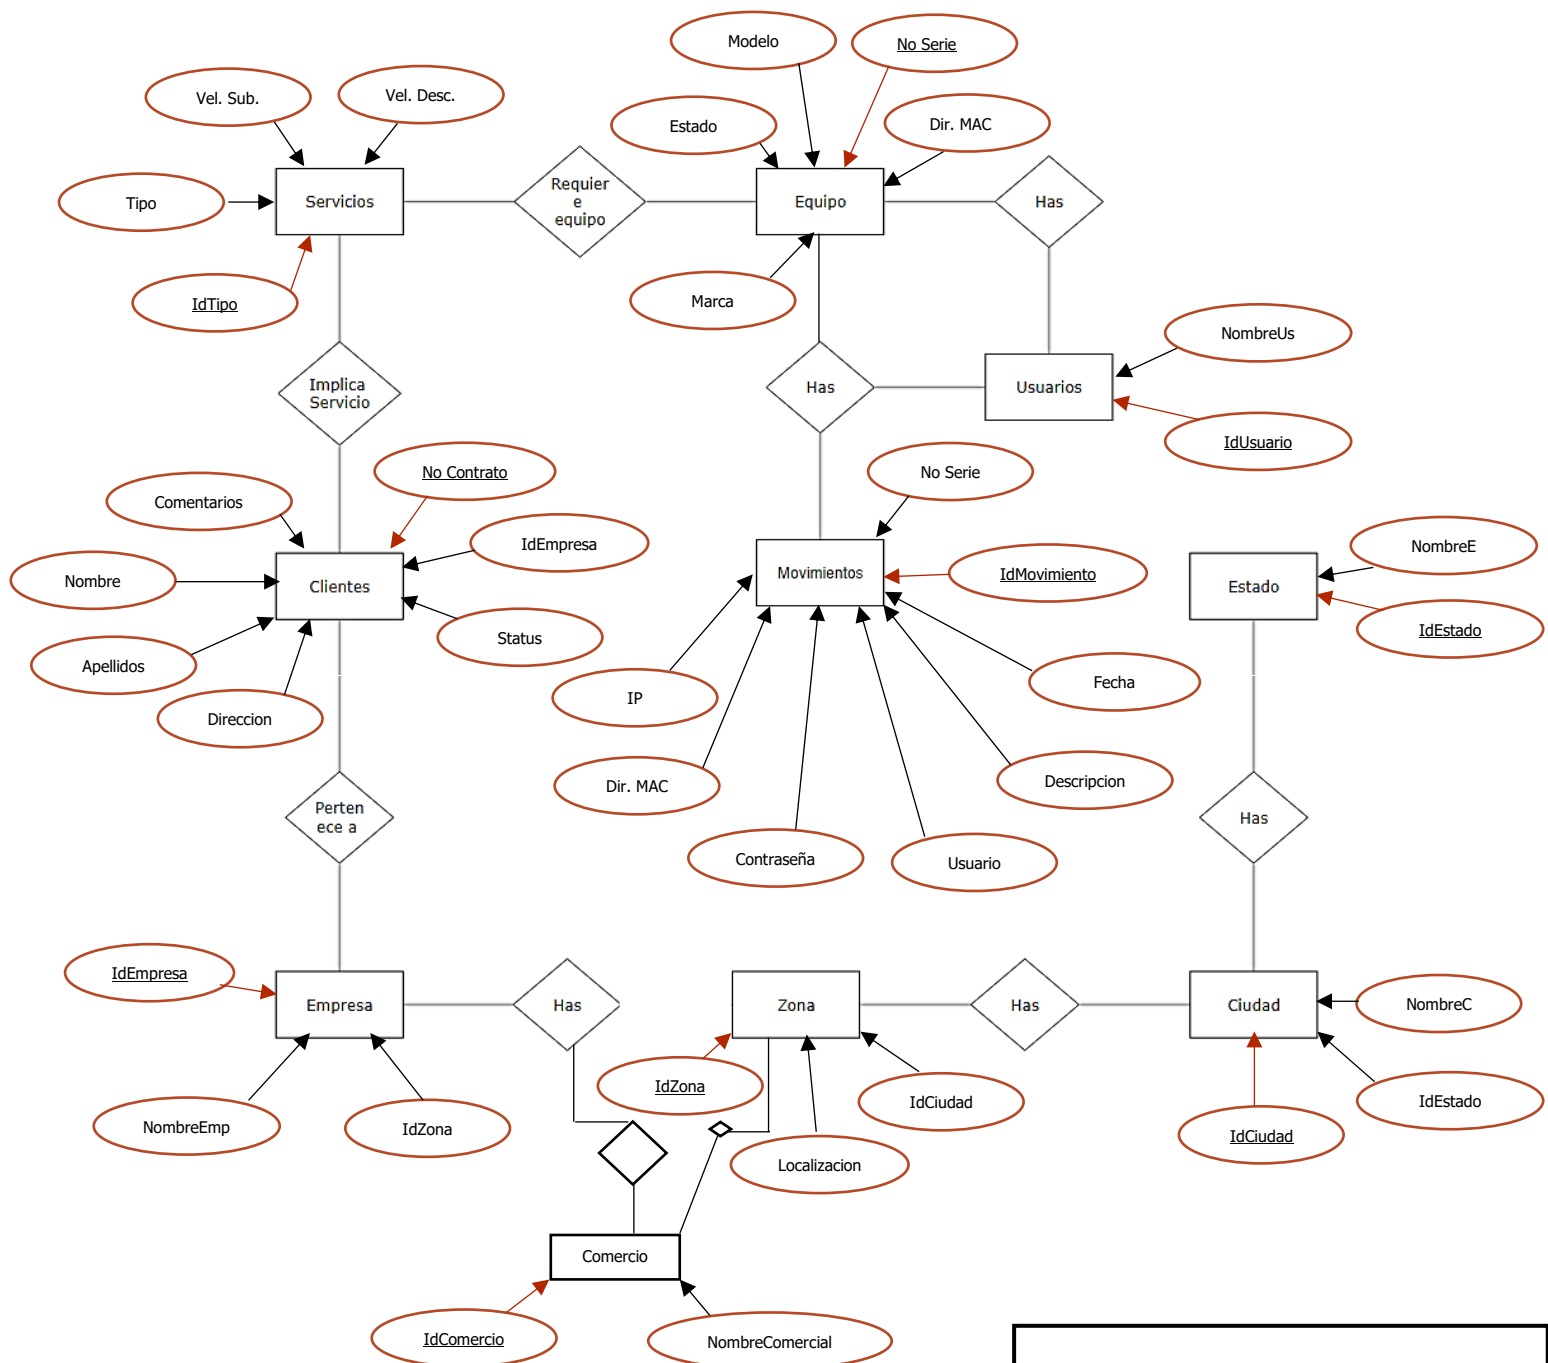 Modelo
No Serie
Vel. Sub.
Vel. Desc.
Estado
Dir. MAC
Tipo
Servicios
Requier
e
equipo
Equipo
Has
IdTipo
Marca
NombreUs
Implica
Servicio
Has
Usuarios
IdUsuario
No Contrato
No Serie
Comentarios
IdEmpresa
NombreE
Nombre
Clientes
Movimientos
IdMovimiento
Estado
Status
IdEstado
Apellidos
Direccion
IP
Fecha
Dir. MAC
Descripcion
Perten
ece a
Has
Contraseña
Usuario
IdEmpresa
Empresa
Has
Zona
Has
Ciudad
NombreC
IdZona
IdCiudad
IdEstado
NombreEmp
IdZona
IdCiudad
Localizacion
Comercio
IdComercio
NombreComercial